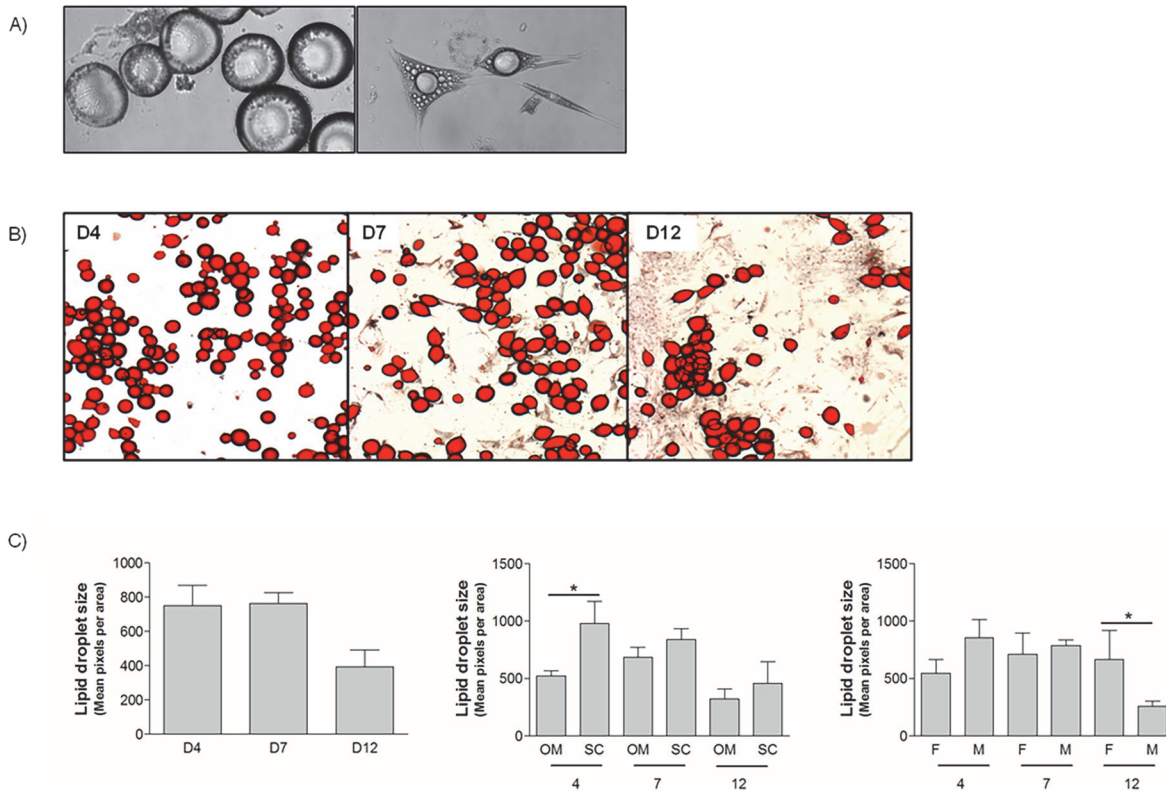 A)
B)
D4
D7
D12
C)
Lipid droplet size
(Mean pixels per area)
1000
800
600
400
200
0
D4
D7
D12
Lipid droplet size
(Mean pixels per area)
1500
1000
500
0
*
OM
SC
OM
SC
OM
SC
4
7
12
Lipid droplet size
(Mean pixels per area)
1500
1000
500
0
*
F
M
F
M
F
M
4
7
12